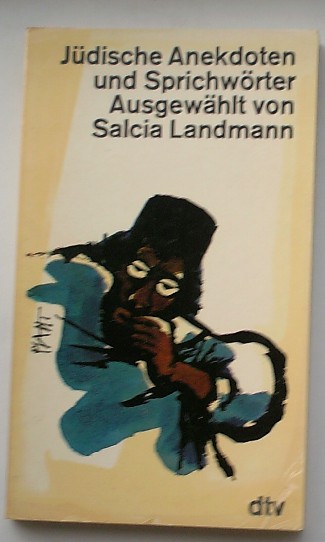 Jüdische Anekdoten
und Sprichwörter
Ausgewählt von
Salcia Landmann
dtv